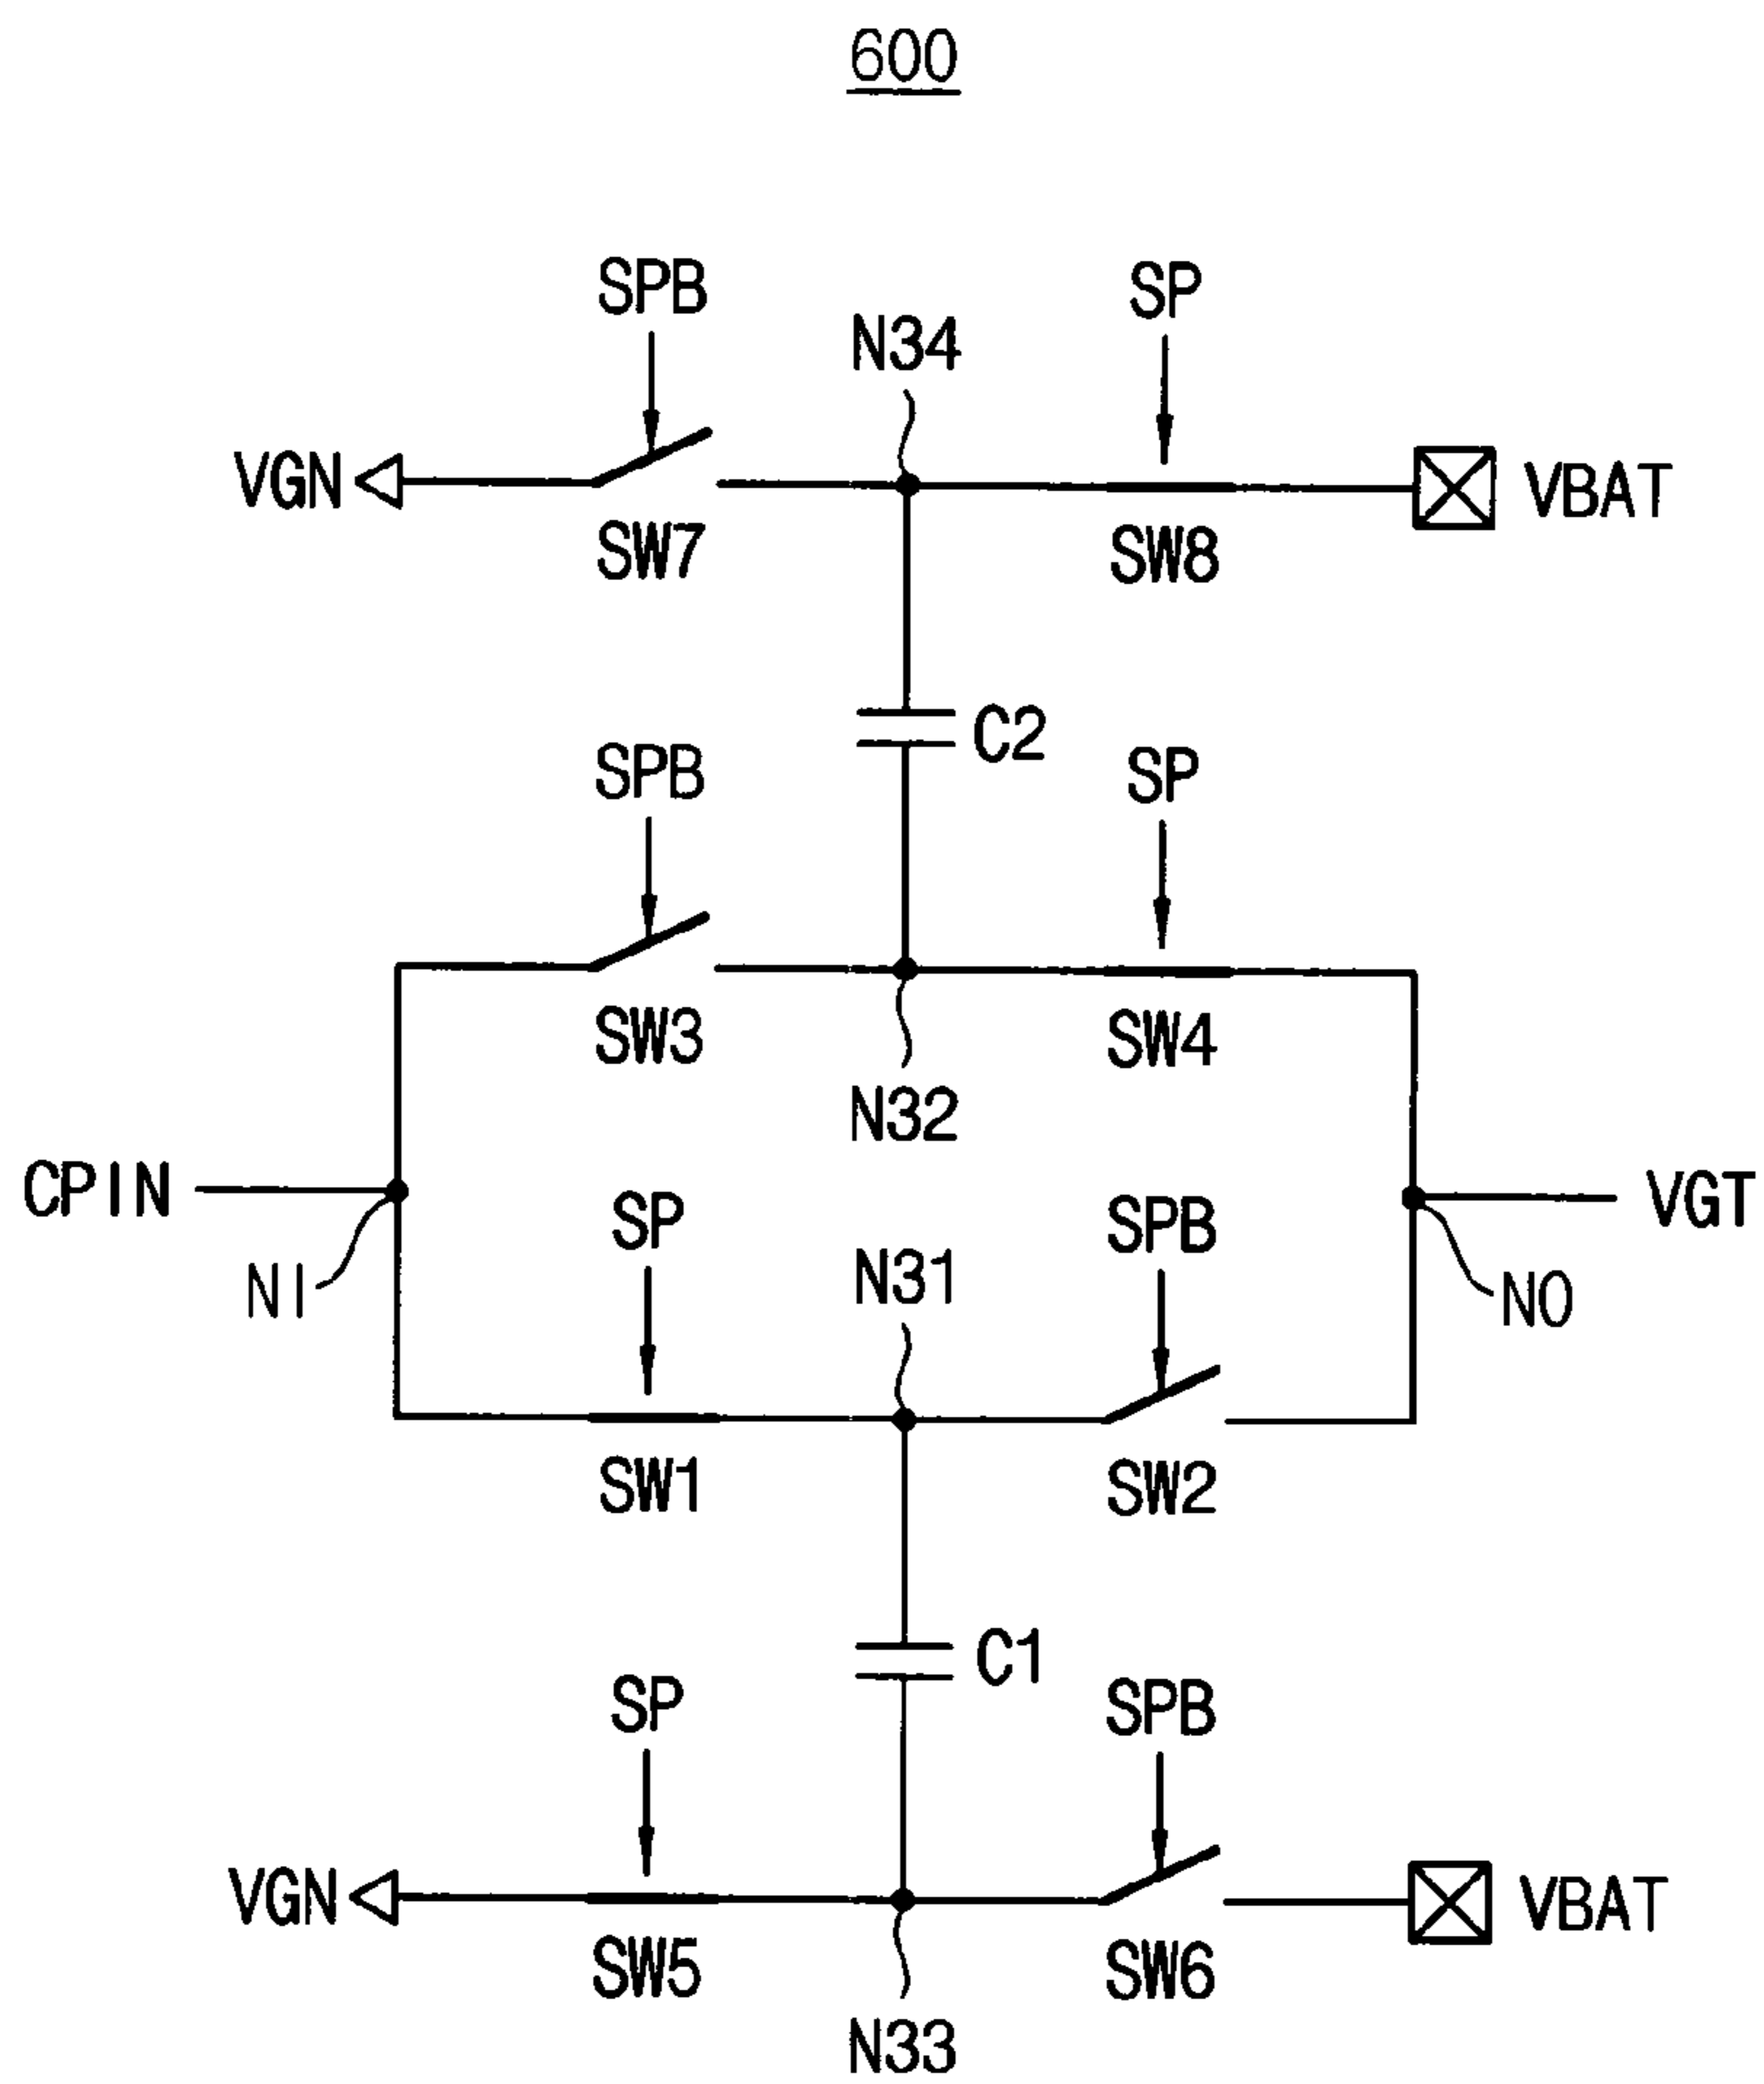 600
SPB
SP
N34
VGN
VBAT
SW7
SW8
C2
SPB
SP
SW3
SW4
N32
CPIN
VGT
SP
SPB
N31
NI
NO
SW1
SW2
C1
SP
SPB
VGN
VBAT
SW5
SW6
N33